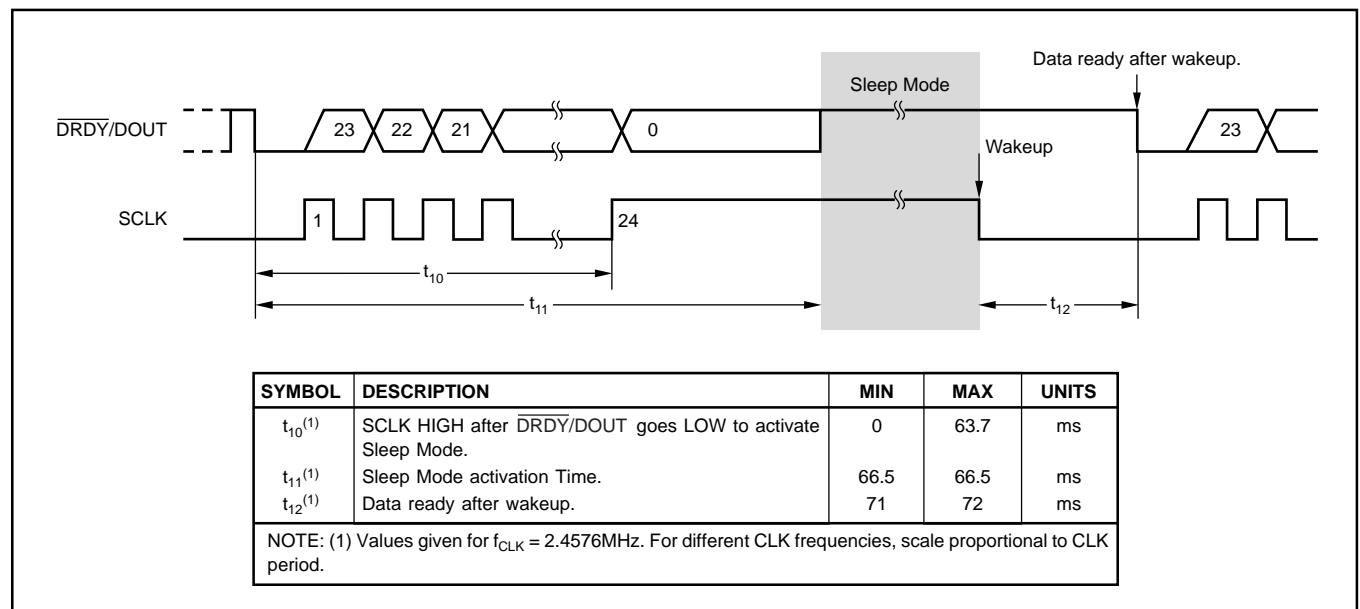 Data ready after wakeup.
Sleep Mode
DRDY/DOUT 23 22 21 0 23
Wakeup
SCLK 1 24
t10
t11 t12
SYMBOL DESCRIPTION MIN MAX UNITS
t10(1) SCLK HIGH after DRDY/DOUT goes LOW to activate 0 63.7 ms
Sleep Mode.
t11(1) Sleep Mode activation Time. 66.5 66.5 ms
t12(1) Data ready after wakeup. 71 72 ms
NOTE: (1) Values given for fCLK = 2.4576MHz. For different CLK frequencies, scale proportional to CLK
period.